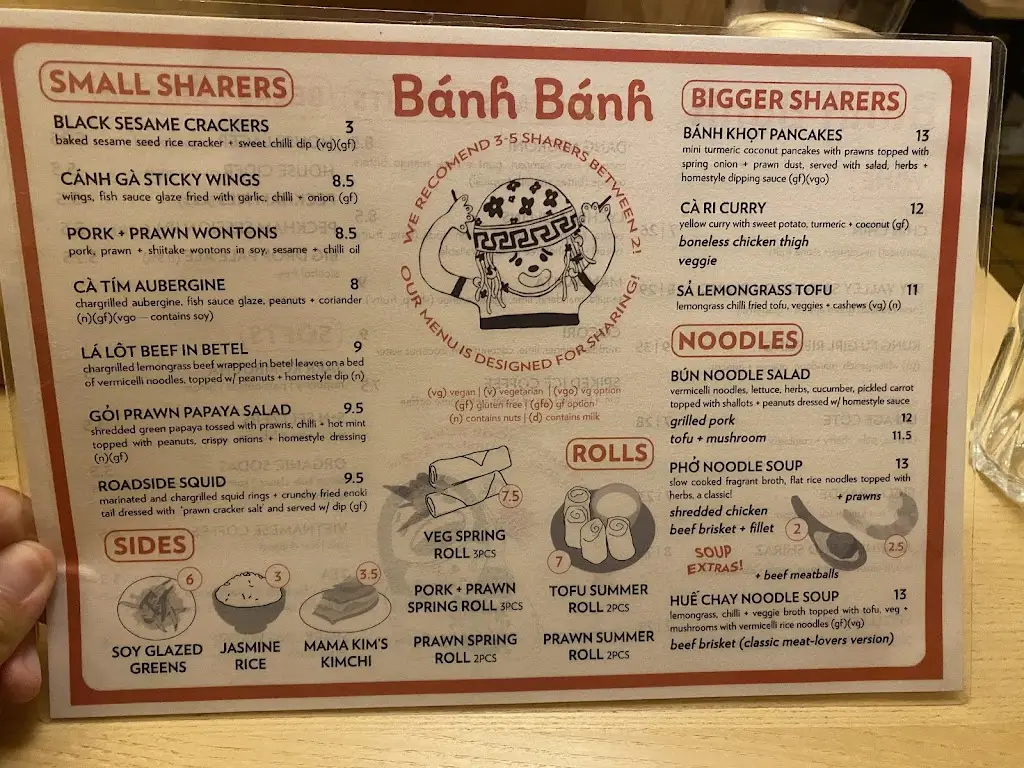 Bánh Bánh
WE RECOMEND 3-5 SHARERS BETWEEN 2!
OUR MENU IS DESIGNED FOR SHARING!
(vg) vegan | (v) vegetarian | (vgo) vg option
(gf) gluten free | (gfo) gf option
(n) contains nuts | (d) contains milk
SMALL SHARERS
BLACK SESAME CRACKERS 3
baked sesame seed rice cracker + sweet chilli dip (vg)(gf)
CÁNH GÀ STICKY WINGS 8.5
wings, fish sauce glaze fried with garlic, chilli + onion (gf)
PORK + PRAWN WONTONS 8.5
pork, prawn + shiitake wontons in soy, sesame + chilli oil
CÀ TÍM AUBERGINE 8
chargrilled aubergine, fish sauce glaze, peanuts + coriander
(n)(gf)(vgo — contains soy)
LÁ LỐT BEEF IN BETEL 9
chargrilled lemongrass beef wrapped in betel leaves on a bed
of vermicelli noodles, topped w/ peanuts + homestyle dip (n)
GỎI PRAWN PAPAYA SALAD 9.5
shredded green papaya tossed with prawns, chilli + hot mint
topped with peanuts, crispy onions + homestyle dressing
(n)(gf)
ROADSIDE SQUID 9.5
marinated and chargrilled squid rings + crunchy fried enoki
tail dressed with 'prawn cracker salt' and served w/ dip (gf)
SIDES
6
SOY GLAZED
GREENS
3
JASMINE
RICE
3.5
MAMA KIM'S
KIMCHI
ROLLS
7.5
VEG SPRING
ROLL 3PCS
PORK + PRAWN
SPRING ROLL 3PCS
PRAWN SPRING
ROLL 2PCS
7
TOFU SUMMER
ROLL 2PCS
PRAWN SUMMER
ROLL 2PCS
BIGGER SHARERS
BÁNH KHỌT PANCAKES 13
mini turmeric coconut pancakes with prawns topped with
spring onion + prawn dust, served with salad, herbs +
homestyle dipping sauce (gf)(vgo)
CÀ RI CURRY 12
yellow curry with sweet potato, turmeric + coconut (gf)
boneless chicken thigh
veggie
SẢ LEMONGRASS TOFU 11
lemongrass chilli fried tofu, veggies + cashews (vg) (n)
NOODLES
BÚN NOODLE SALAD
vermicelli noodles, lettuce, herbs, cucumber, pickled carrot
topped with shallots + peanuts dressed w/ homestyle sauce
grilled pork 12
tofu + mushroom 11.5
PHỞ NOODLE SOUP 13
slow cooked fragrant broth, flat rice noodles topped with
herbs, a classic!
shredded chicken
beef brisket + fillet
SOUP
EXTRAS!
+ prawns
2
2.5
+ beef meatballs
HUẾ CHAY NOODLE SOUP 13
lemongrass, chilli + veggie broth topped with tofu, veg +
mushrooms with vermicelli rice noodles (gf)(vg)
beef brisket (classic meat-lovers version)